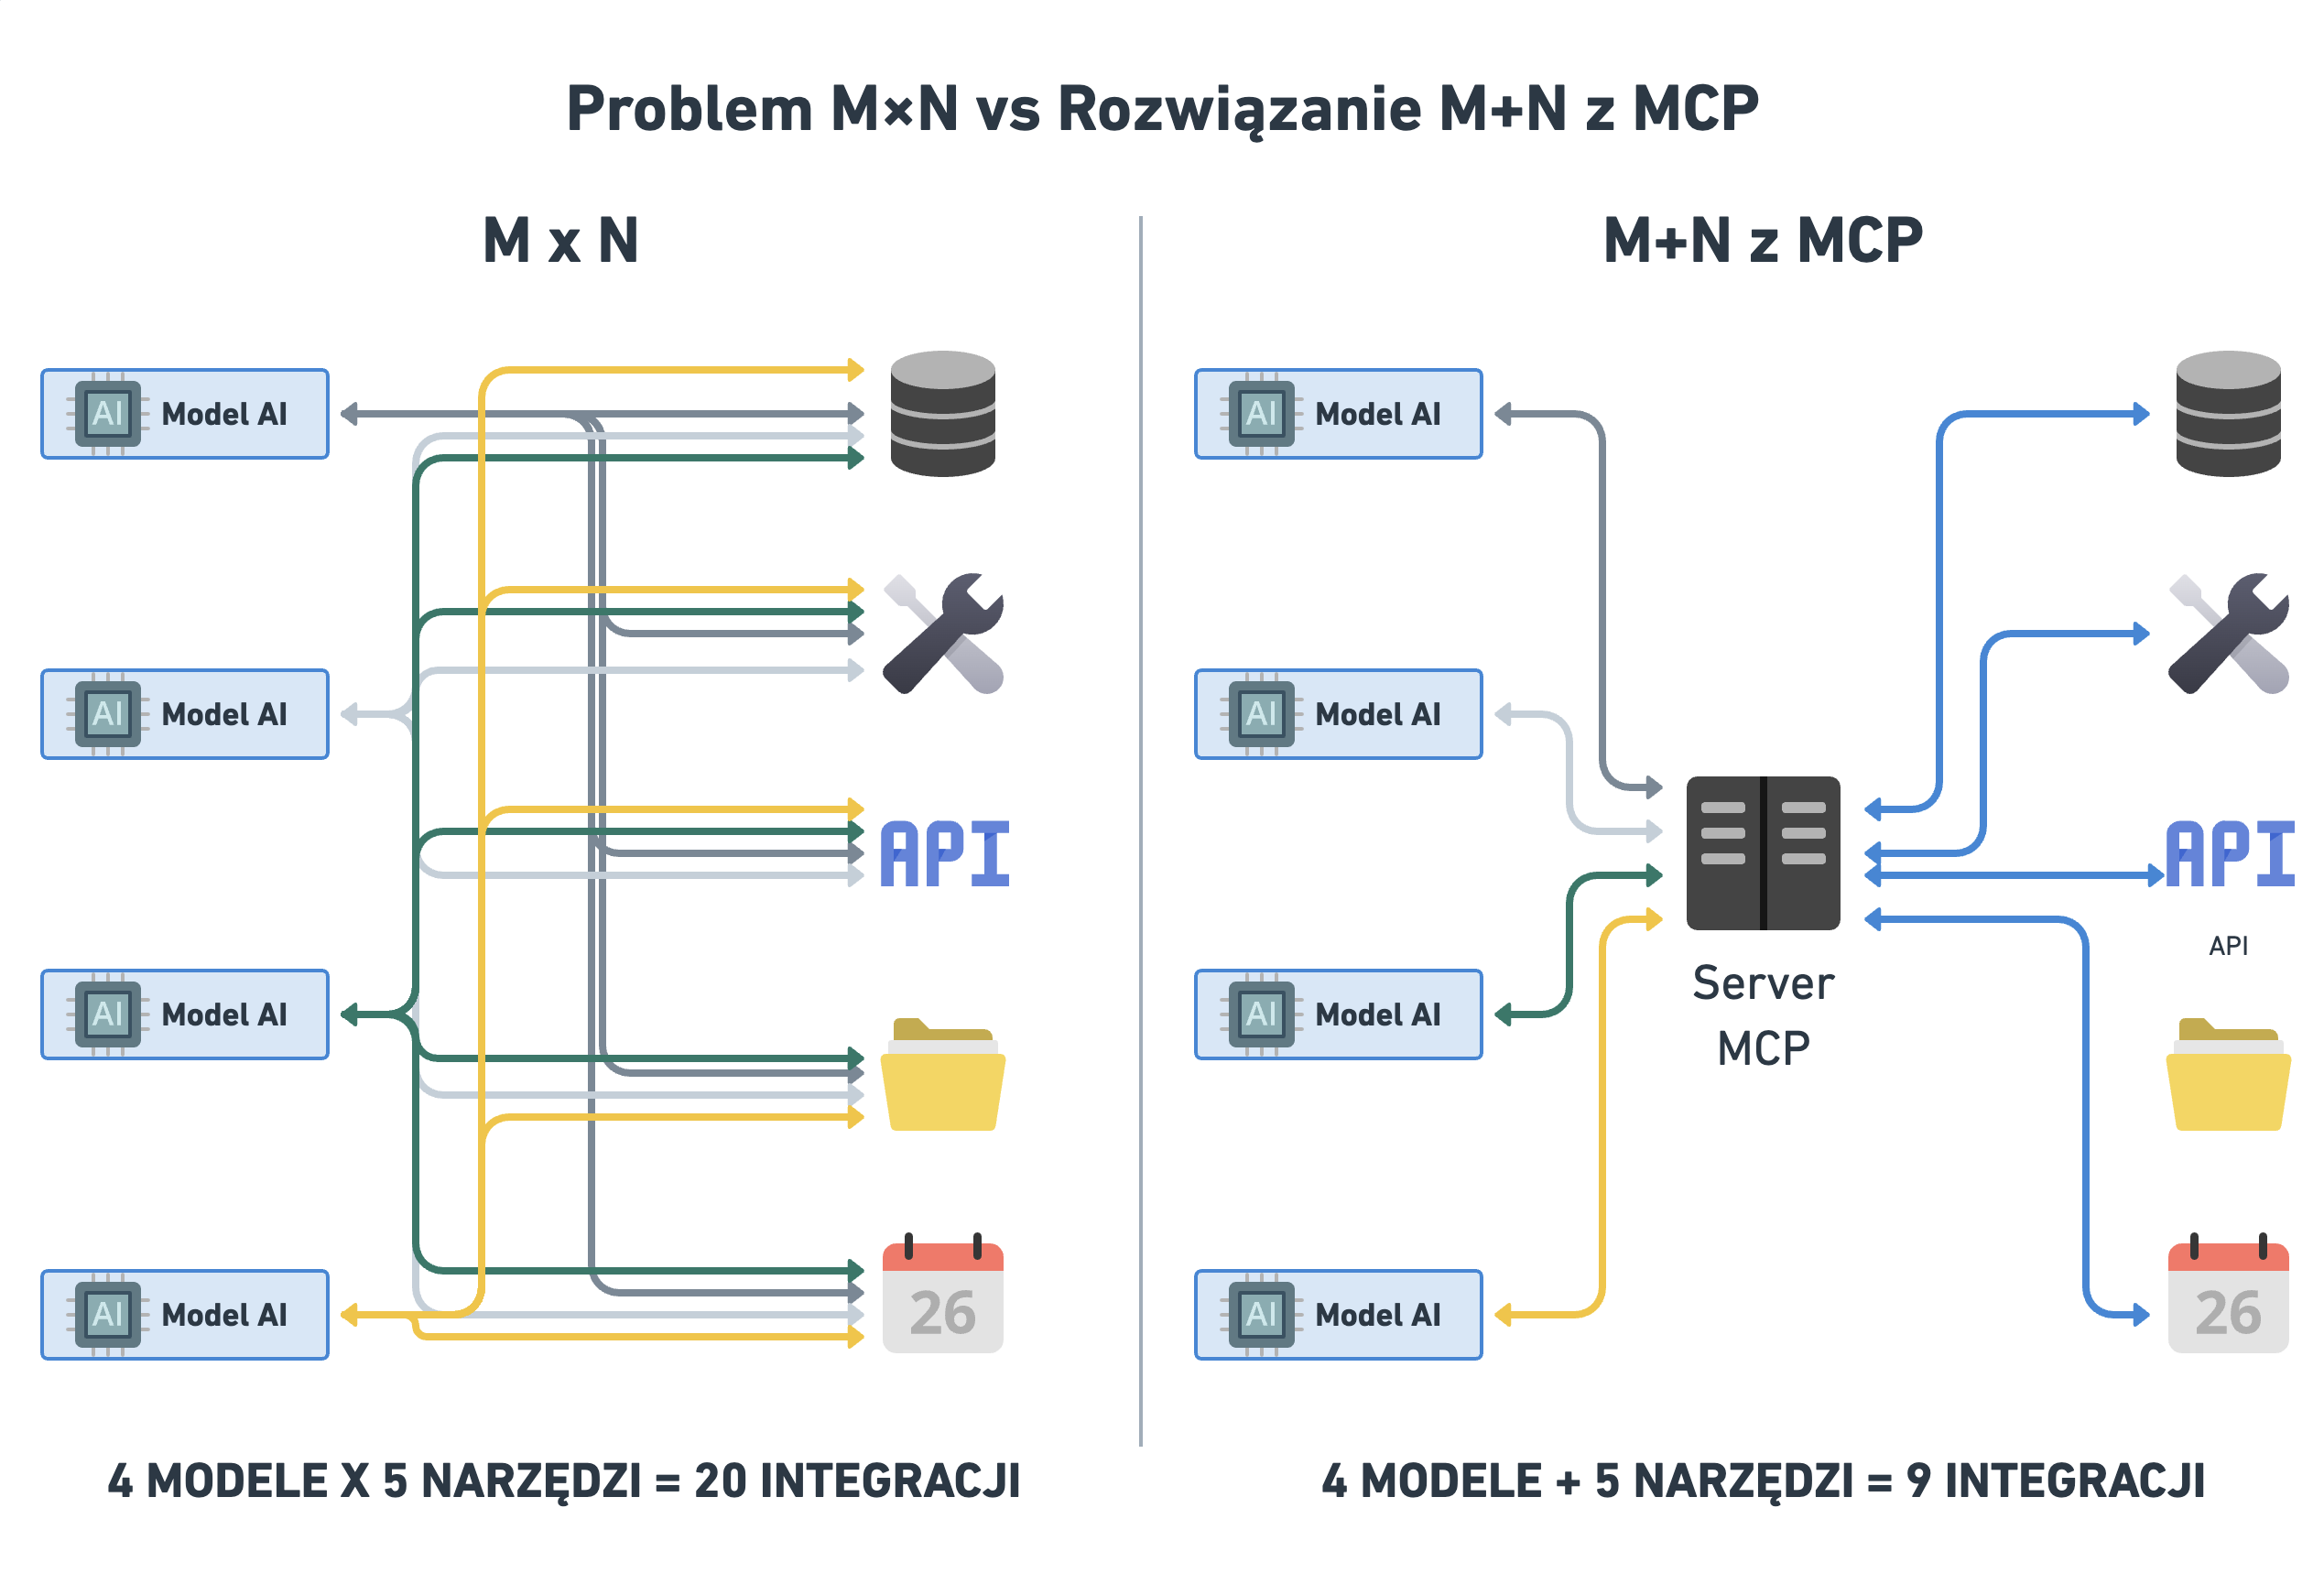 Problem M×N vs Rozwiązanie M+N z MCP
M x N
M+N z MCP
AI Model AI
AI Model AI
AI Model AI
AI Model AI
API
26
AI Model AI
AI Model AI
AI Model AI
AI Model AI
Server
MCP
API
API
26
4 MODELE X 5 NARZĘDZI = 20 INTEGRACJI
4 MODELE + 5 NARZĘDZI = 9 INTEGRACJI